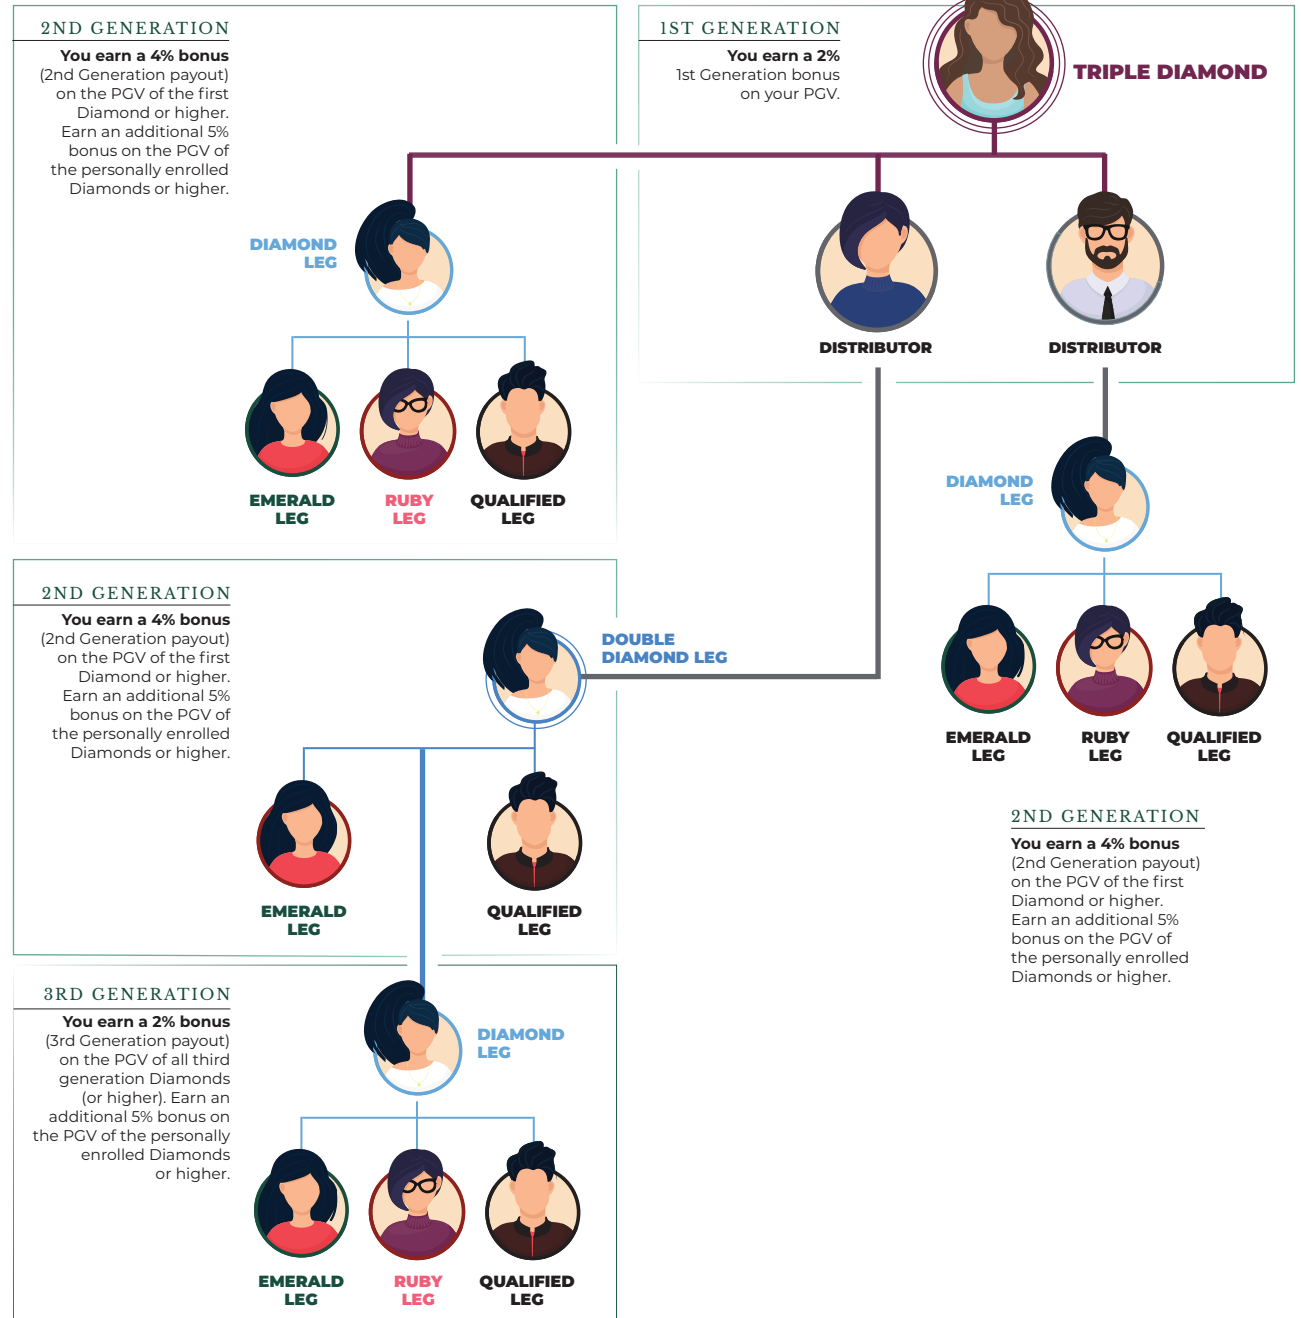 2ND GENERATION
You earn a 4% bonus
(2nd Generation payout)
on the PGV of the first
Diamond or higher.
Earn an additional 5%
bonus on the PGV of
the personally enrolled
Diamonds or higher.
1ST GENERATION
You earn a 2%
1st Generation bonus
on your PGV.
TRIPLE DIAMOND
DIAMOND
LEG
DISTRIBUTOR
DISTRIBUTOR
EMERALD
LEG
RUBY
LEG
QUALIFIED
LEG
DIAMOND
LEG
EMERALD
LEG
RUBY
LEG
QUALIFIED
LEG
2ND GENERATION
You earn a 4% bonus
(2nd Generation payout)
on the PGV of the first
Diamond or higher.
Earn an additional 5%
bonus on the PGV of
the personally enrolled
Diamonds or higher.
2ND GENERATION
You earn a 4% bonus
(2nd Generation payout)
on the PGV of the first
Diamond or higher.
Earn an additional 5%
bonus on the PGV of
the personally enrolled
Diamonds or higher.
DOUBLE
DIAMOND LEG
EMERALD
LEG
QUALIFIED
LEG
3RD GENERATION
You earn a 2% bonus
(3rd Generation payout)
on the PGV of all third
generation Diamonds
(or higher). Earn an
additional 5% bonus on
the PGV of the personally
enrolled Diamonds
or higher.
DIAMOND
LEG
EMERALD
LEG
RUBY
LEG
QUALIFIED
LEG